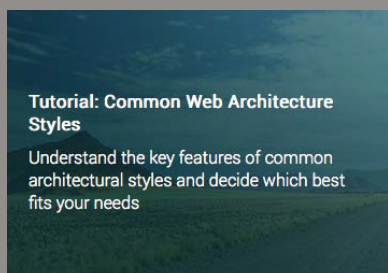 Tutorial: Common Web Architecture
Styles
Understand the key features of common
architectural styles and decide which best
fits your needs